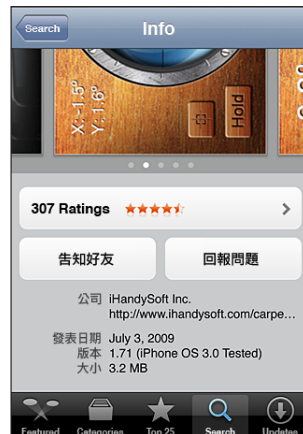 Search
Info
X: -1.5°
Y: 1.6°
Hold
307 Ratings
告知好友
回報問題
公司 iHandySoft Inc.
http://www.ihandysoft.com/carpe...
發表日期 July 3, 2009
版本 1.71 (iPhone OS 3.0 Tested)
大小 3.2 MB
Featured
Categories
Top 25
Search
Updates